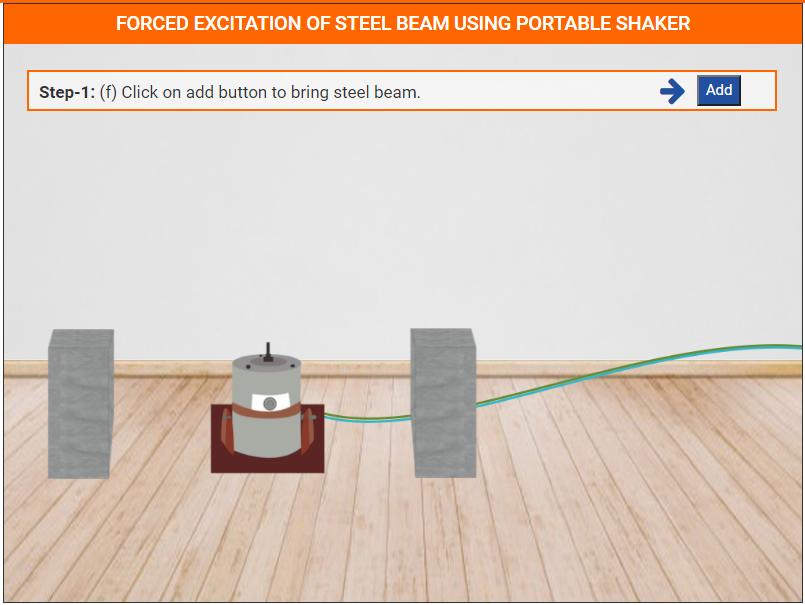 FORCED EXCITATION OF STEEL BEAM USING PORTABLE SHAKER
Step-1: (f) Click on add button to bring steel beam.
Add